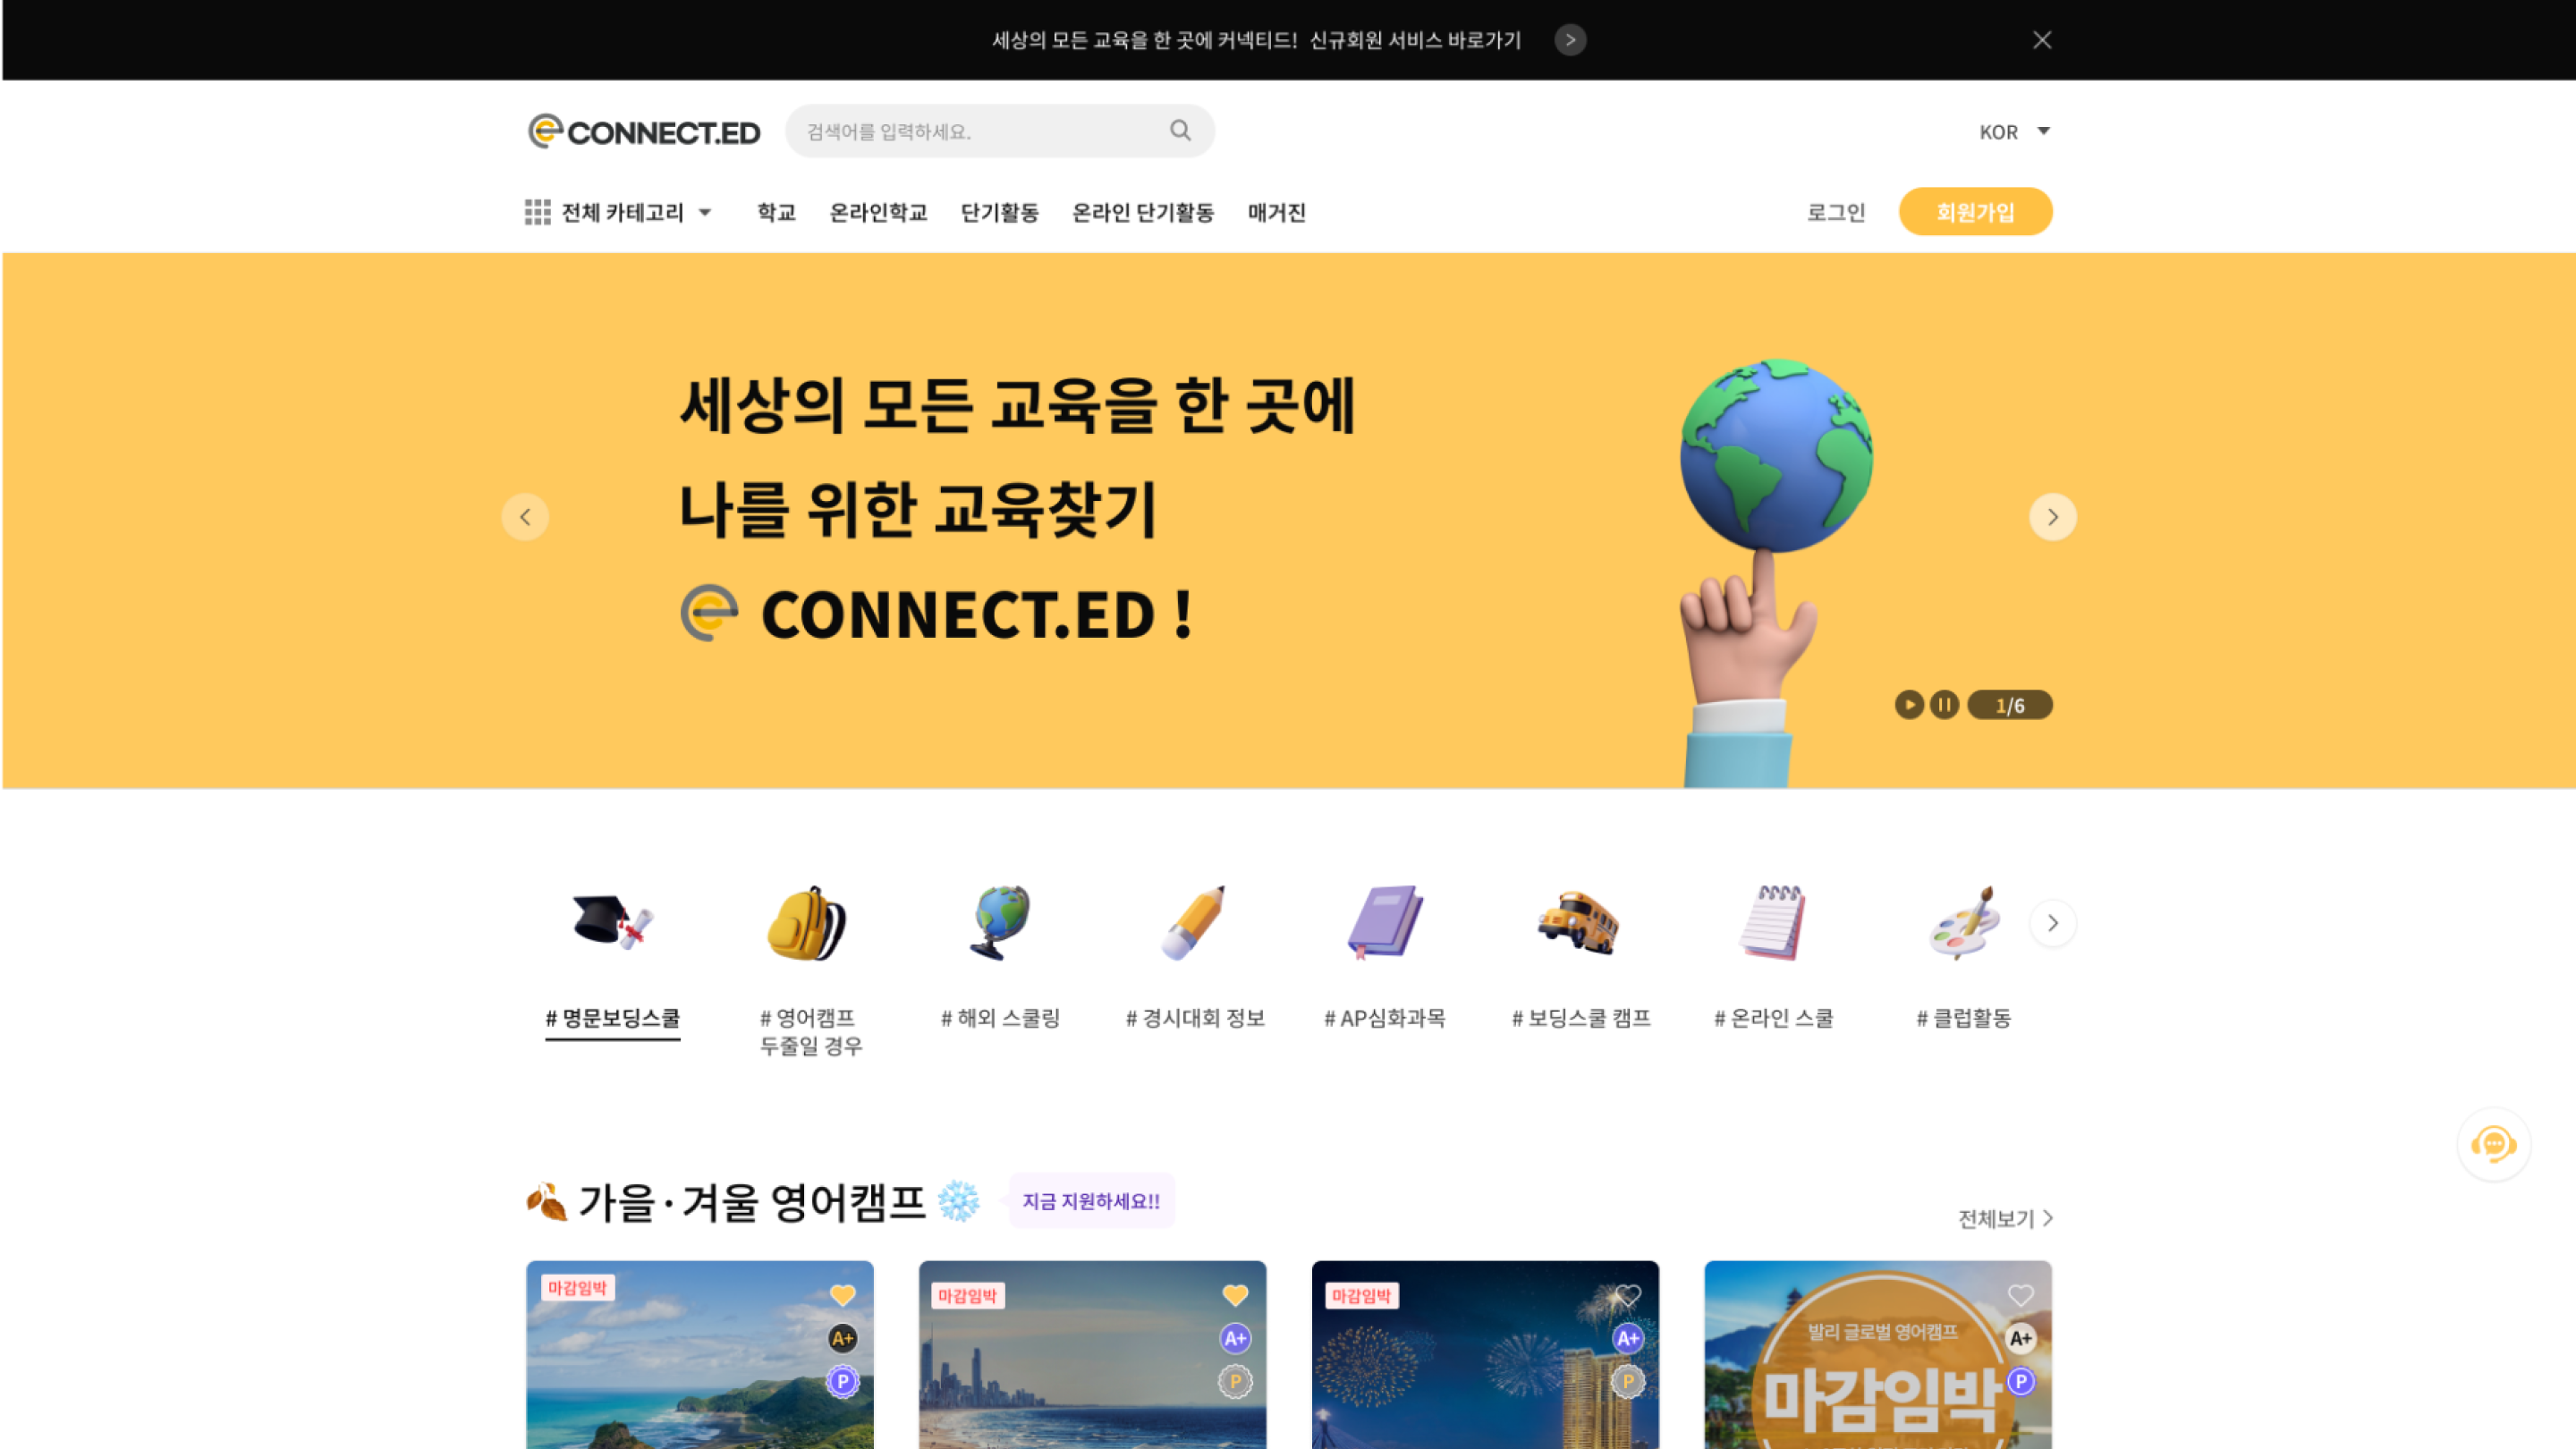 세상의 모든 교육을 한 곳에 커넥티드! 신규회원 서비스 바로가기
CONNECT.ED
검색어를 입력하세요.
KOR
전체 카테고리
학교
온라인학교
단기활동
온라인 단기활동
매거진
로그인
회원가입
세상의 모든 교육을 한 곳에
나를 위한 교육찾기
CONNECT.ED !
1/6
# 명문보딩스쿨
# 영어캠프
두줄일 경우
# 해외 스쿨링
# 경시대회 정보
# AP심화과목
# 보딩스쿨 캠프
# 온라인 스쿨
# 클럽활동
가을·겨울 영어캠프
지금 지원하세요!!
전체보기
마감임박
A+
P
마감임박
A+
P
마감임박
A+
P
발리 글로벌 영어캠프
마감임박
A+
P